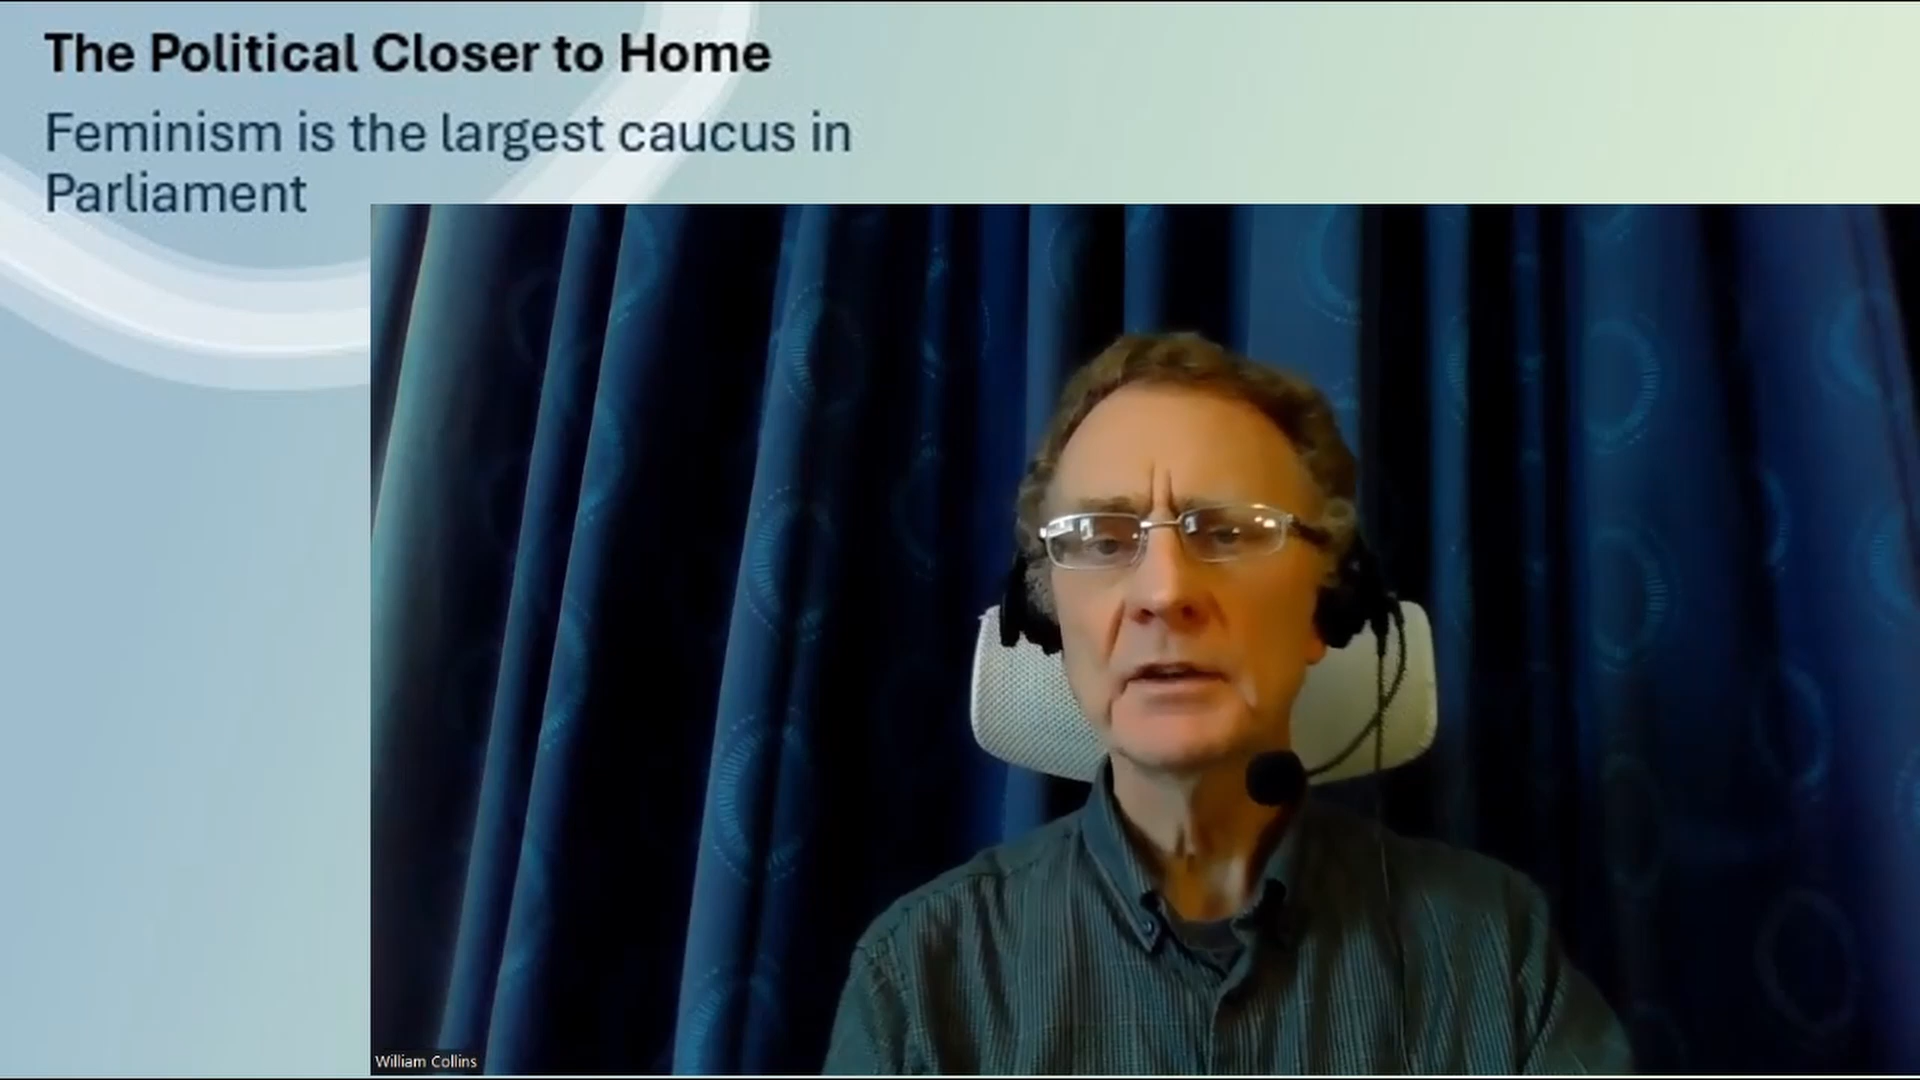 The Political Closer to Home
Feminism is the largest caucus in
Parliament
William Collins